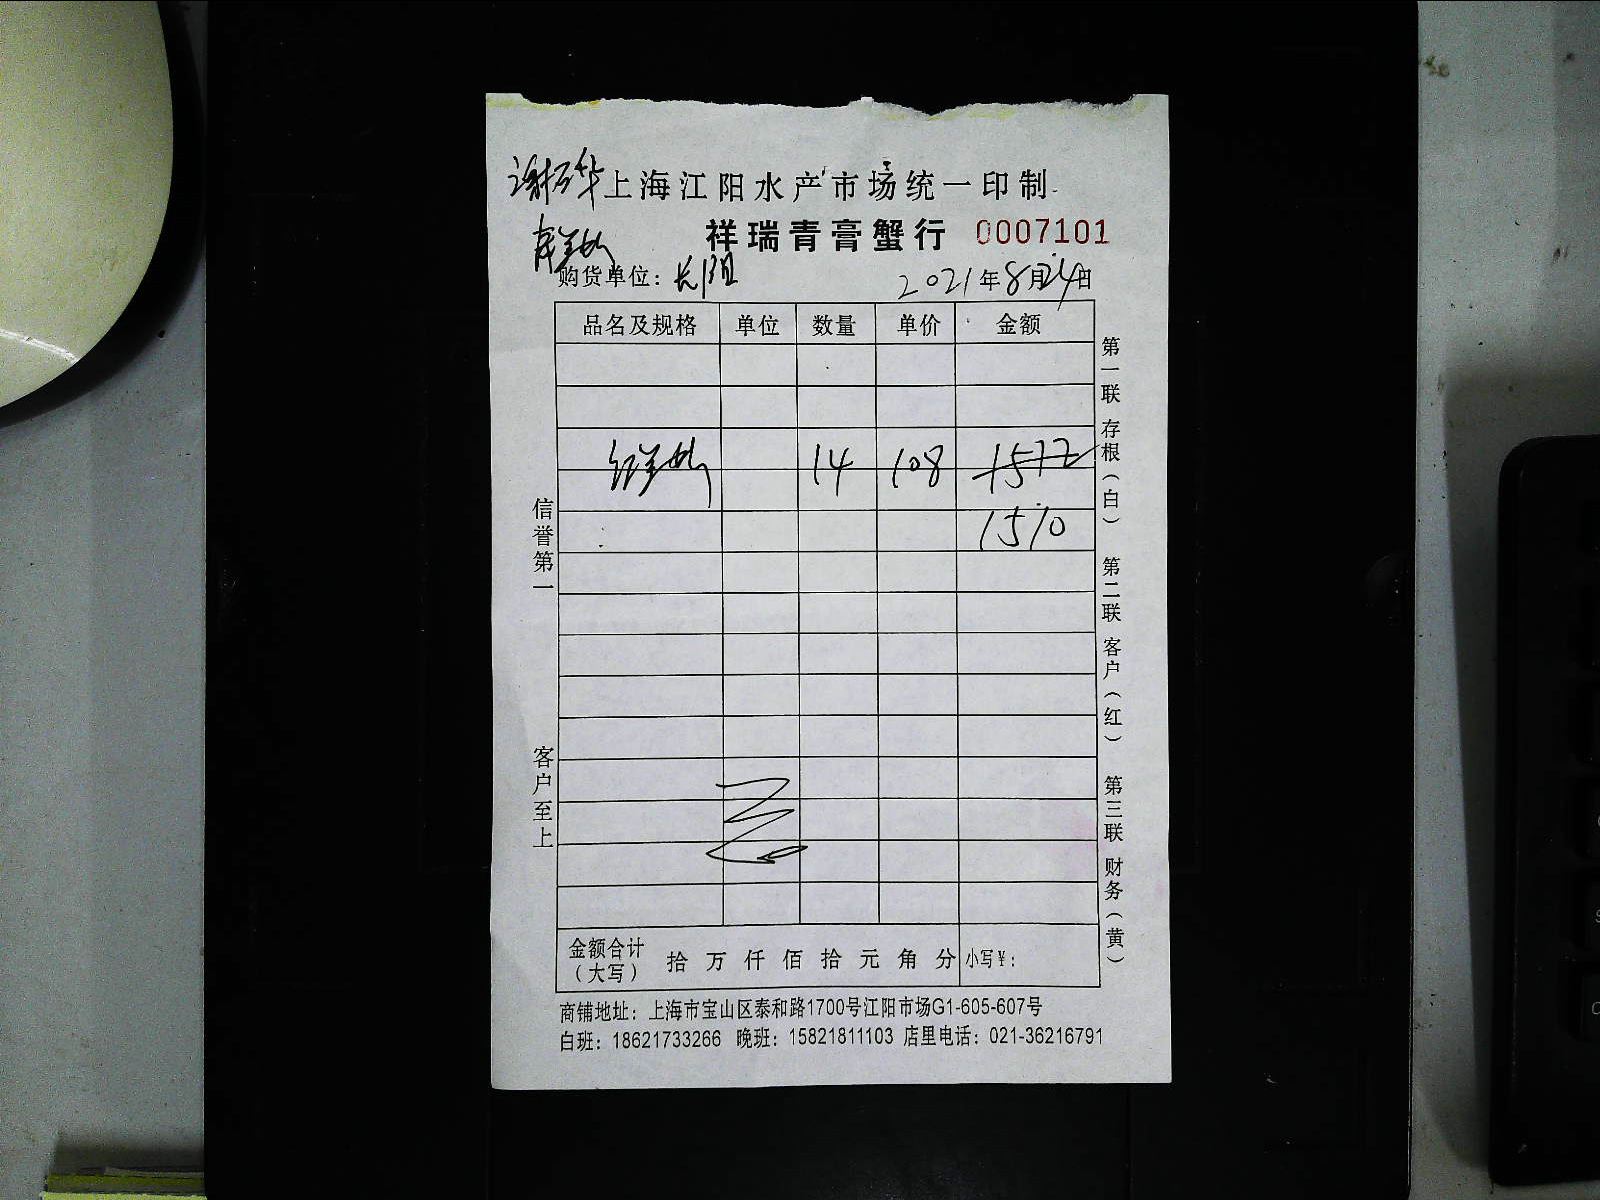 上海江阳水产市场统一印制
祥瑞青膏蟹行 0007101
购货单位：长阳 2021年8月24日
品名及规格 单位 数量 单价 金额
14 108 1577
1510
信誉第一
客户至上
第一联 存根（白） 第二联 客户（红） 第三联 财务（黄）
金额合计（大写） 拾 万 仟 佰 拾 元 角 分 小写¥：
商铺地址：上海市宝山区泰和路1700号江阳市场G1-605-607号
白班：18621733266 晚班：15821811103 店里电话：021-36216791